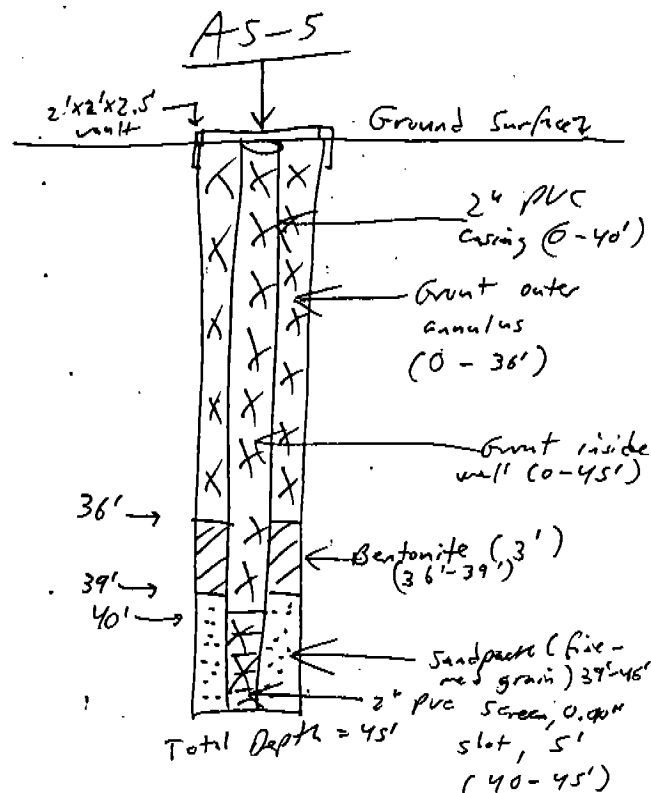 AS-5
2'x2'x2.5'
vault
Ground Surface
2" PVC
casing (0-40')
Grout outer
annulus
(0-36')
Grout inside
well (0-45')
36'
Bentonite (3')
(36'-39')
39'
40'
Sandpack (fine-
med grain) 39'-45'
2" PVC screen,
slot, 5'
(40-45')
Total Depth = 45'